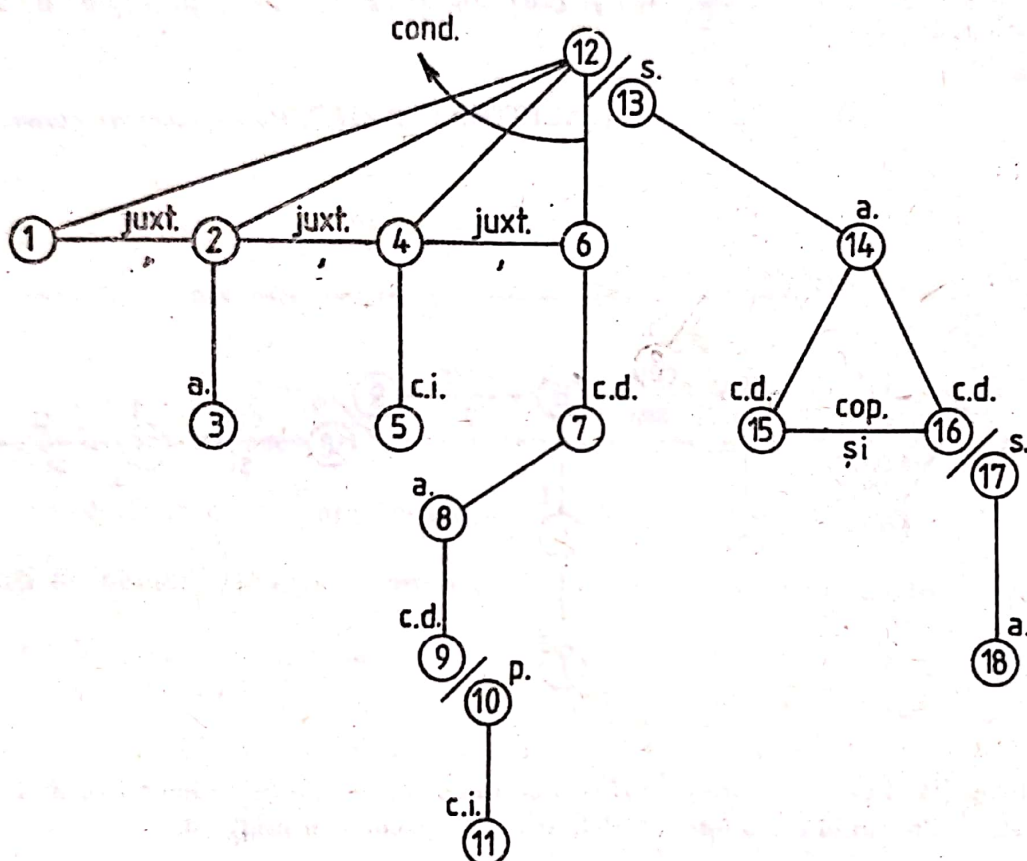 cond.
12
s.
13
juxt.
juxt.
juxt.
a.
1
2
4
6
14
,
,
,
a.
c.i.
c.d.
c.d.
cop.
c.d.
3
5
7
15
și
16
s.
17
a.
8
c.d.
9
a.
18
p.
10
c.i.
11